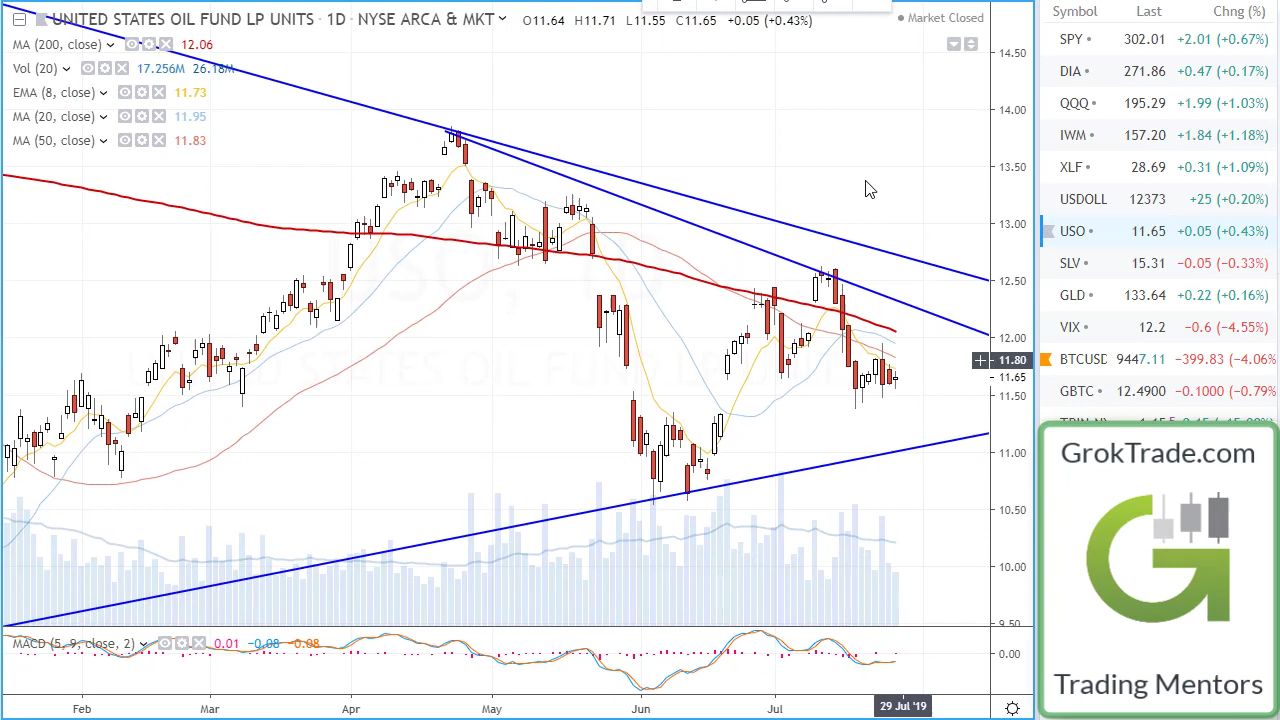 UNITED STATES OIL FUND LP UNITS · 1D · NYSE ARCA & MKT O11.64 H11.71 L11.55 C11.65 +0.05 (+0.43%)
Market Closed
MA (200, close) 12.06
Vol (20) 17.256M 26.18M
EMA (8, close) 11.73
MA (20, close) 11.95
MA (50, close) 11.83
USO, 1D
UNITED STATES OIL FUND LP UNITS
14.50
14.00
13.50
13.00
12.50
12.00
11.80
11.65
11.50
11.00
10.50
10.00
9.50
MACD (5, 9, close, 2) 0.01 -0.08 -0.08
0.00
Feb Mar Apr May Jun Jul 29 Jul '19
Symbol Last Chng (%)
SPY 302.01 +2.01 (+0.67%)
DIA 271.86 +0.47 (+0.17%)
QQQ 195.29 +1.99 (+1.03%)
IWM 157.20 +1.84 (+1.18%)
XLF 28.69 +0.31 (+1.09%)
USDOLL 12373 +25 (+0.20%)
USO 11.65 +0.05 (+0.43%)
SLV 15.31 -0.05 (-0.33%)
GLD 133.64 +0.22 (+0.16%)
VIX 12.2 -0.6 (-4.55%)
BTCUSD 9447.11 -399.83 (-4.06%
GBTC 12.4900 -0.1000 (-0.79%
GrokTrade.com
Trading Mentors